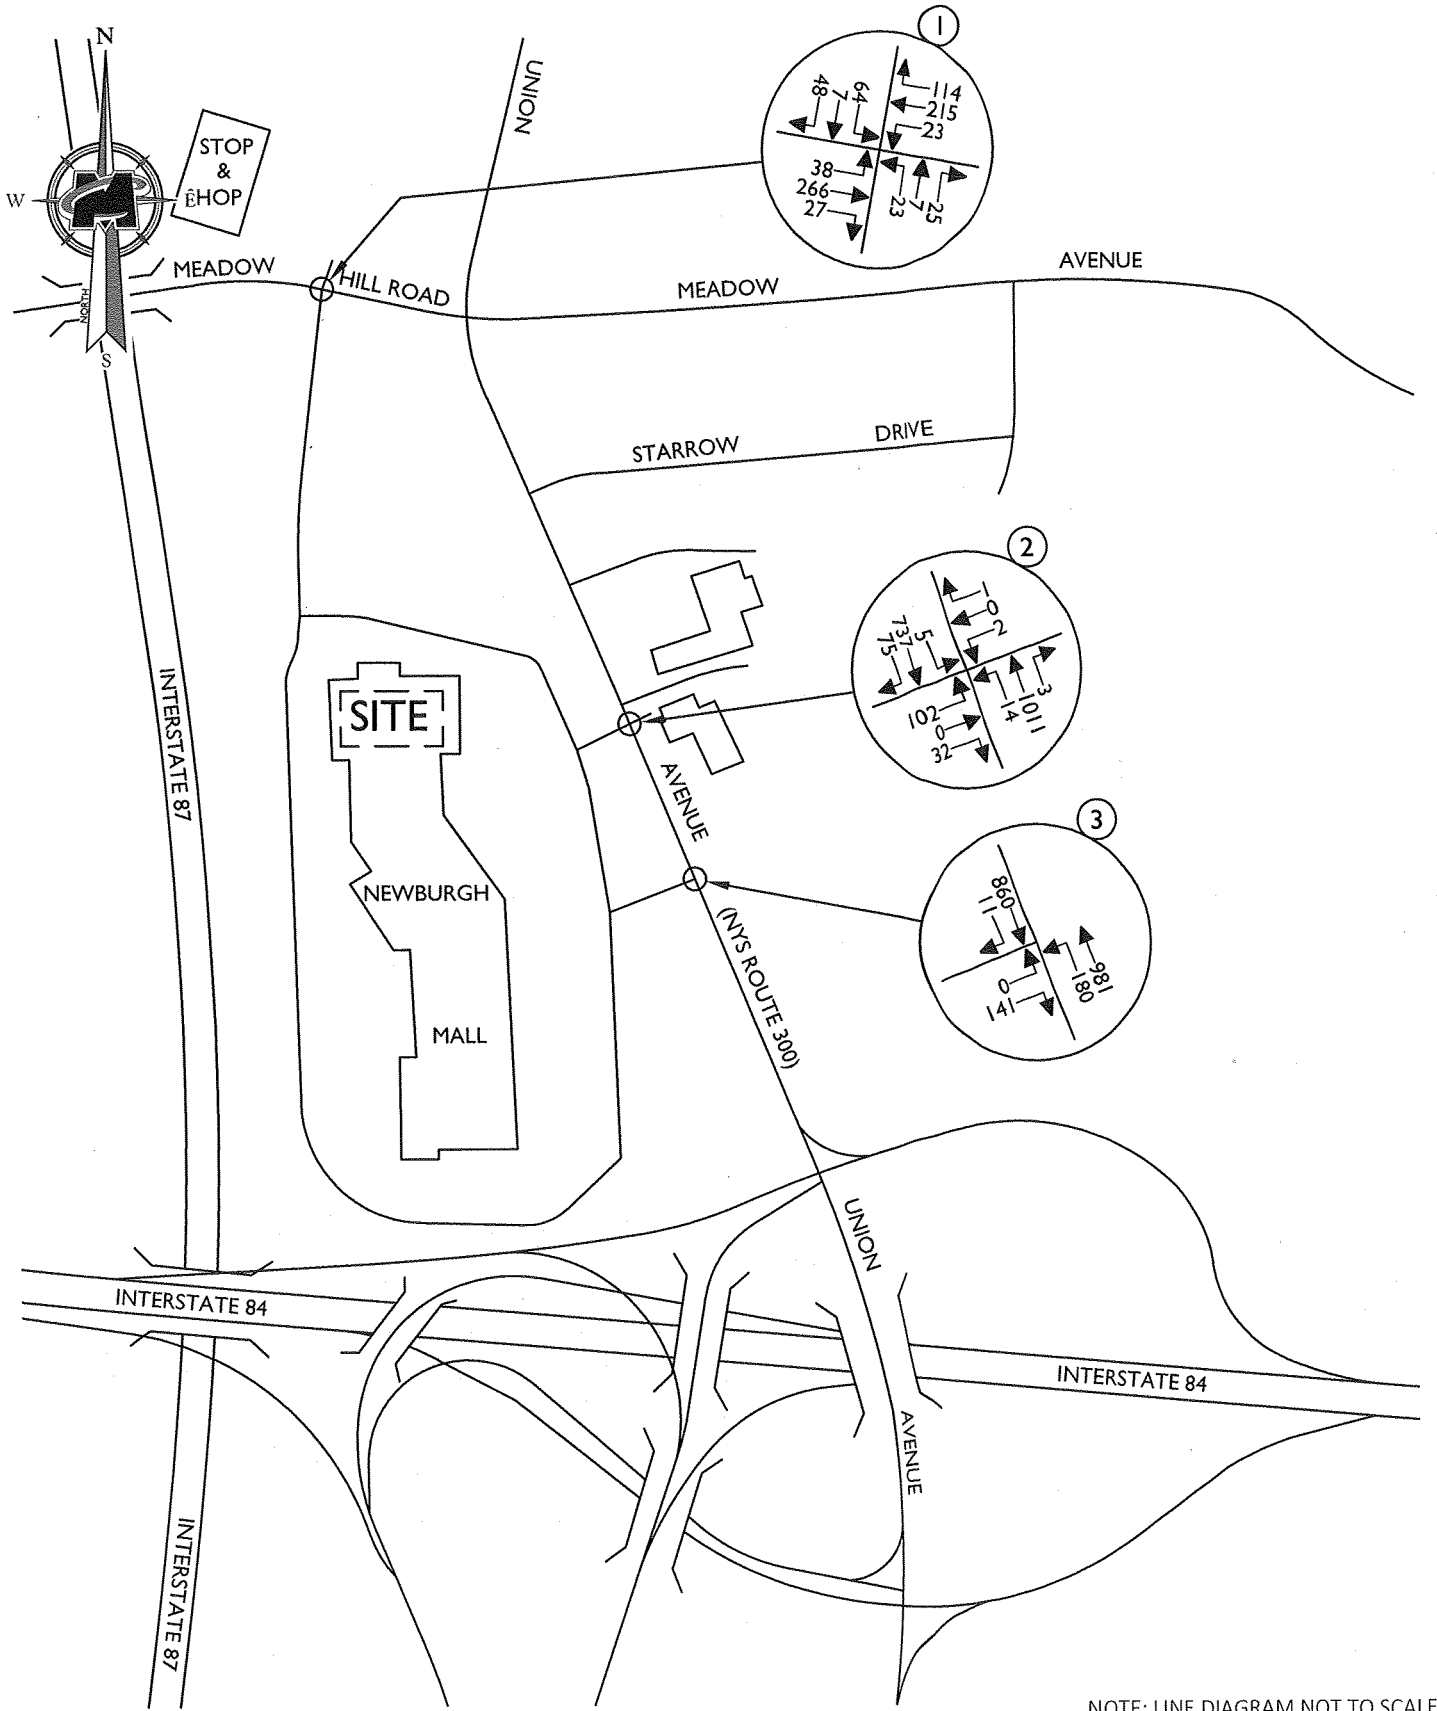 N
W
ÊHOP
S
NORTH
STOP
&
UNION
1
48
7
64
114
215
23
38
266
27
23
7
25
MEADOW
HILL ROAD
MEADOW
AVENUE
STARROW
DRIVE
2
75
737
5
1
0
2
102
0
32
14
1011
3
INTERSTATE 87
SITE
AVENUE
3
11
860
0
141
180
981
NEWBURGH
(NYS ROUTE 300)
MALL
UNION
INTERSTATE 84
INTERSTATE 84
AVENUE
INTERSTATE 87
NOTE: LINE DIAGRAM NOT TO SCALE